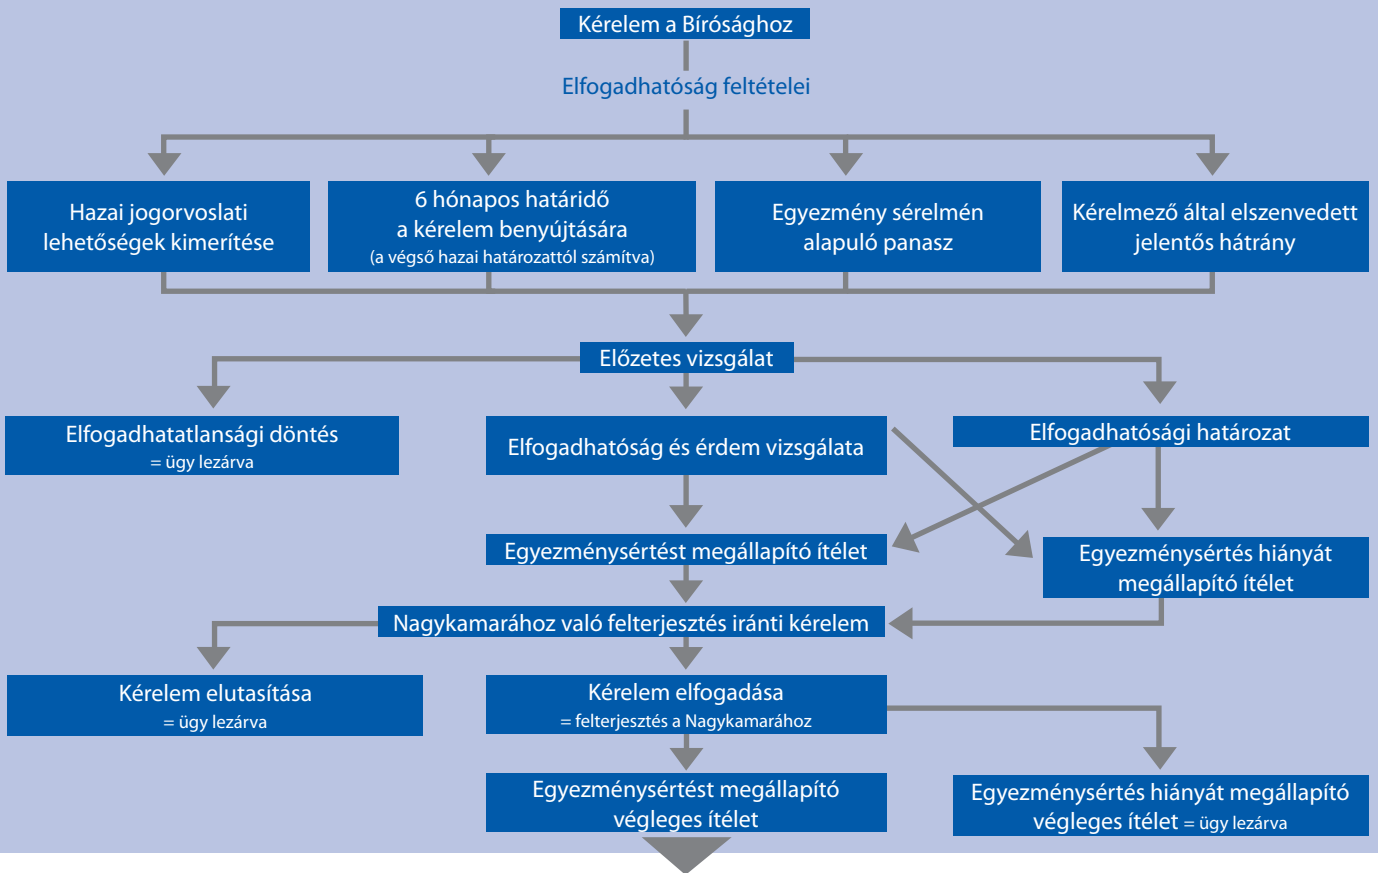 Kérelem a Bírósághoz
Elfogadhatóság feltételei
Hazai jogorvoslati
lehetőségek kimerítése
6 hónapos határidő
a kérelem benyújtására
(a végső hazai határozattól számítva)
Egyezmény sérelmén
alapuló panasz
Kérelmező által elszenvedett
jelentős hátrány
Előzetes vizsgálat
Elfogadhatatlansági döntés
= ügy lezárva
Elfogadhatóság és érdem vizsgálata
Elfogadhatósági határozat
Egyezménysértést megállapító ítélet
Egyezménysértés hiányát
megállapító ítélet
Nagykamarához való felterjesztés iránti kérelem
Kérelem elutasítása
= ügy lezárva
Kérelem elfogadása
= felterjesztés a Nagykamarához
Egyezménysértést megállapító
végleges ítélet
Egyezménysértés hiányát megállapító
végleges ítélet = ügy lezárva